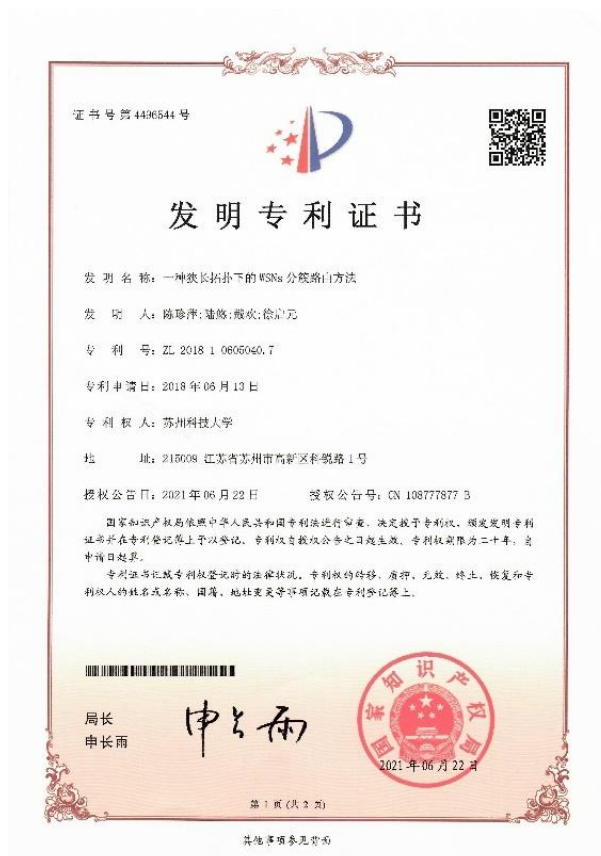 证书号第4496544号
发明专利证书
发明名称：一种狭长拓扑下的WSNs分簇路由方法
发明人：陈珍萍;陆悠;戴欢;徐启元
专利号：ZL 2018 1 0605040.7
专利申请日：2018年06月13日
专利权人：苏州科技大学
地址：215009 江苏省苏州市高新区科锐路1号
授权公告日：2021年06月22日 授权公告号：CN 108777877 B
国家知识产权局依照中华人民共和国专利法进行审查，决定授予专利权，颁发发明专利
证书并在专利登记簿上予以登记。专利权自授权公告之日起生效。专利权期限为二十年，自
申请日起算。
专利证书记载专利权登记时的法律状况。专利权的转移、质押、无效、终止、恢复和专
利权人的姓名或名称、国籍、地址变更等事项记载在专利登记簿上。
局长
申长雨
申长雨
国家知识产权局
2021年06月22日
第 1 页 (共 2 页)
其他事项参见背面